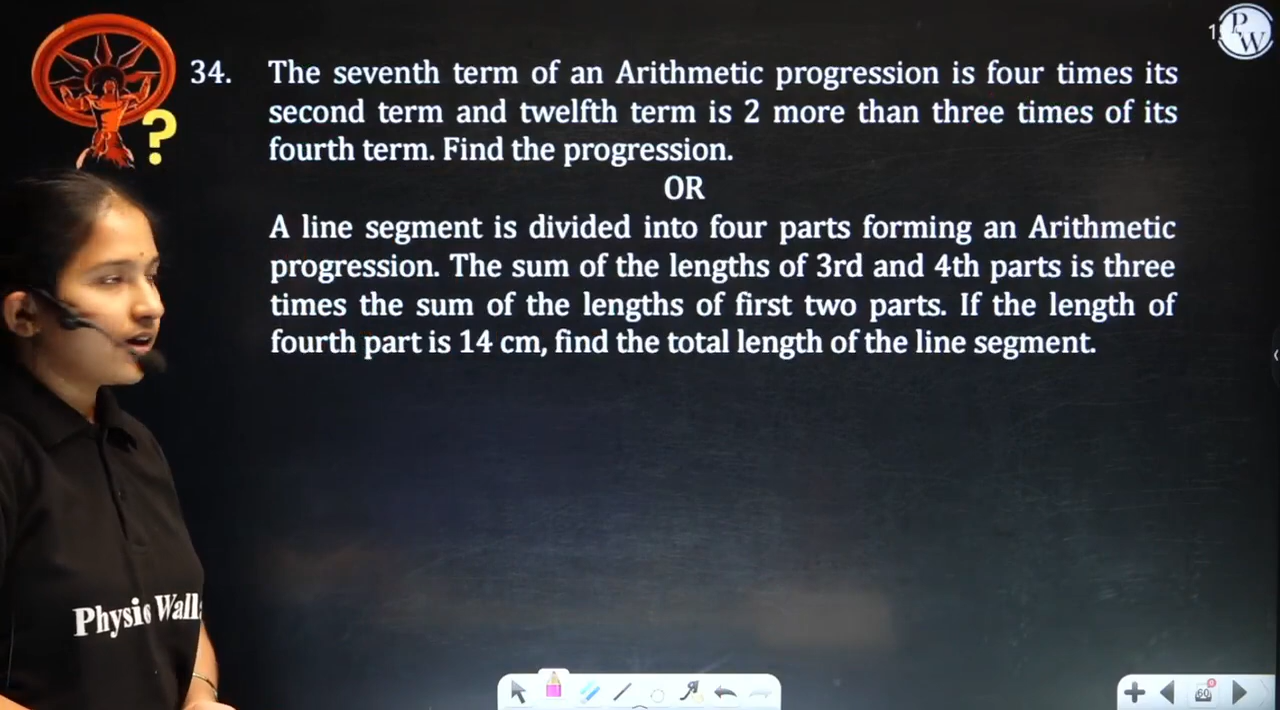 1
PW
34. The seventh term of an Arithmetic progression is four times its
second term and twelfth term is 2 more than three times of its
fourth term. Find the progression.
OR
A line segment is divided into four parts forming an Arithmetic
progression. The sum of the lengths of 3rd and 4th parts is three
times the sum of the lengths of first two parts. If the length of
fourth part is 14 cm, find the total length of the line segment.
?
Physic Wall
60